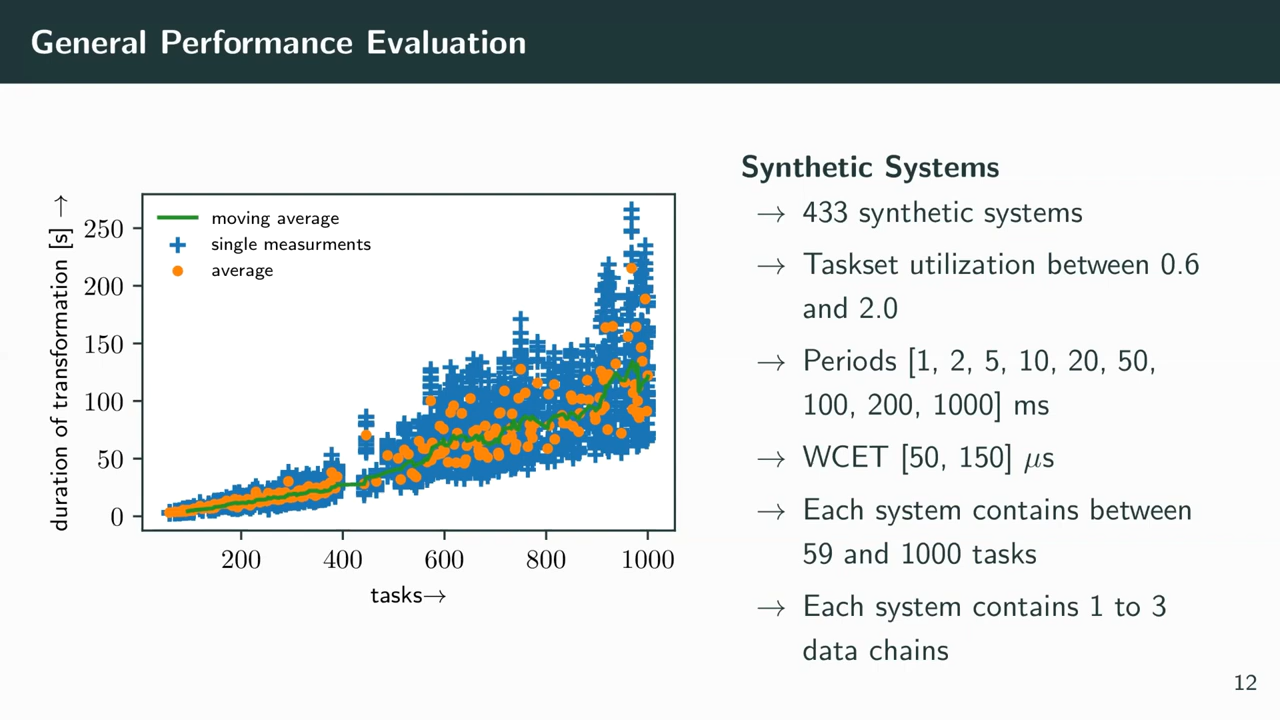 General Performance Evaluation
duration of transformation [s] →
250
200
150
100
50
0
moving average
single measurments
average
200 400 600 800 1000
tasks→
Synthetic Systems
→ 433 synthetic systems
→ Taskset utilization between 0.6
and 2.0
→ Periods [1, 2, 5, 10, 20, 50,
100, 200, 1000] ms
→ WCET [50, 150] μs
→ Each system contains between
59 and 1000 tasks
→ Each system contains 1 to 3
data chains
12